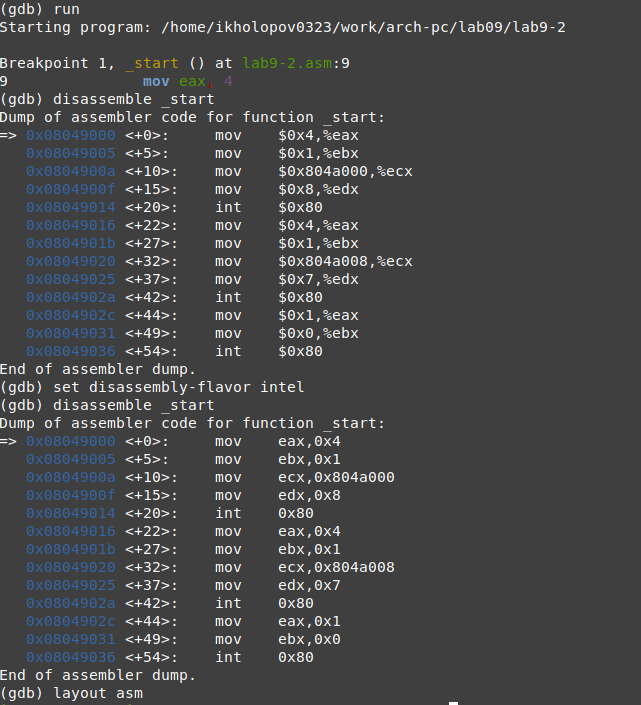 (gdb) run
Starting program: /home/ikholopov0323/work/arch-pc/lab09/lab9-2
Breakpoint 1, _start () at lab9-2.asm:9
9               mov eax, 4
(gdb) disassemble _start
Dump of assembler code for function _start:
=> 0x08049000 <+0>:     mov    $0x4,%eax
   0x08049005 <+5>:     mov    $0x1,%ebx
   0x0804900a <+10>:    mov    $0x804a000,%ecx
   0x0804900f <+15>:    mov    $0x8,%edx
   0x08049014 <+20>:    int    $0x80
   0x08049016 <+22>:    mov    $0x4,%eax
   0x0804901b <+27>:    mov    $0x1,%ebx
   0x08049020 <+32>:    mov    $0x804a008,%ecx
   0x08049025 <+37>:    mov    $0x7,%edx
   0x0804902a <+42>:    int    $0x80
   0x0804902c <+44>:    mov    $0x1,%eax
   0x08049031 <+49>:    mov    $0x0,%ebx
   0x08049036 <+54>:    int    $0x80
End of assembler dump.
(gdb) set disassembly-flavor intel
(gdb) disassemble _start
Dump of assembler code for function _start:
=> 0x08049000 <+0>:     mov    eax,0x4
   0x08049005 <+5>:     mov    ebx,0x1
   0x0804900a <+10>:    mov    ecx,0x804a000
   0x0804900f <+15>:    mov    edx,0x8
   0x08049014 <+20>:    int    0x80
   0x08049016 <+22>:    mov    eax,0x4
   0x0804901b <+27>:    mov    ebx,0x1
   0x08049020 <+32>:    mov    ecx,0x804a008
   0x08049025 <+37>:    mov    edx,0x7
   0x0804902a <+42>:    int    0x80
   0x0804902c <+44>:    mov    eax,0x1
   0x08049031 <+49>:    mov    ebx,0x0
   0x08049036 <+54>:    int    0x80
End of assembler dump.
(gdb) layout asm